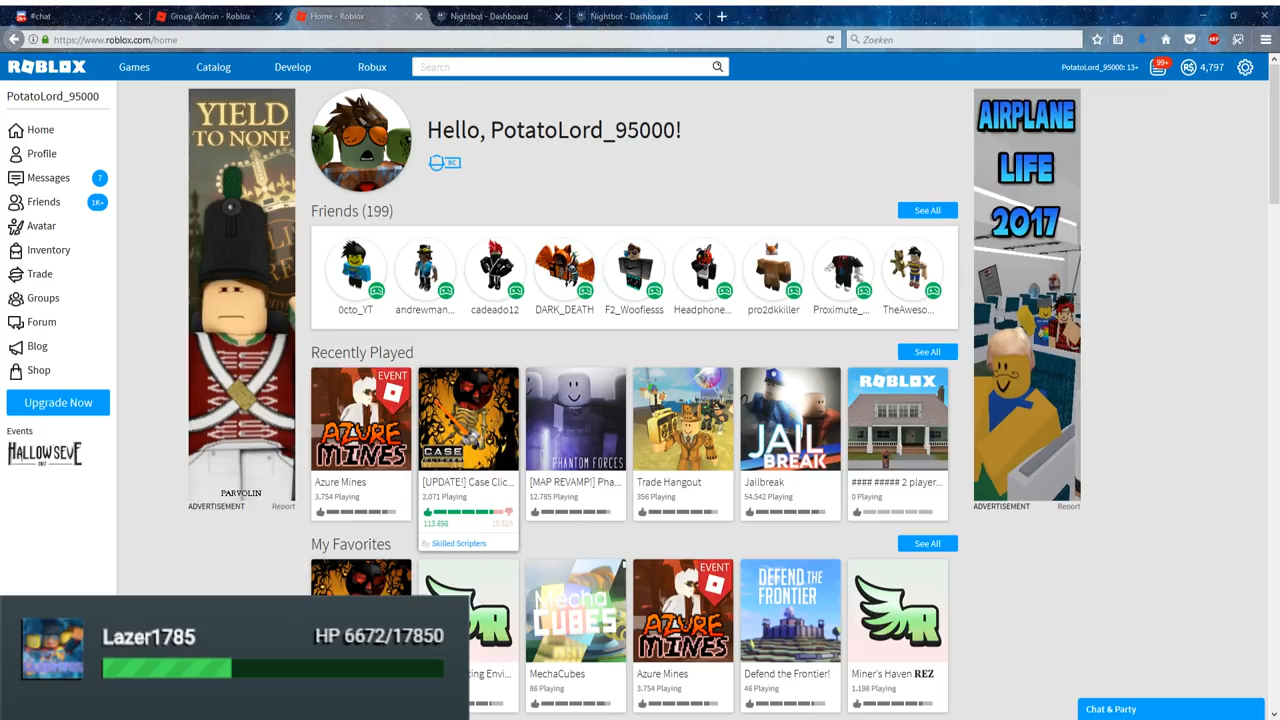 #chat
Group Admin - Roblox
Home - Roblox
Nightbot - Dashboard
Nightbot - Dashboard
https://www.roblox.com/home
Zoeken
ROBLOX
Games
Catalog
Develop
Robux
Search
PotatoLord_95000: 13+
99+
R$ 4,797
PotatoLord_95000
Home
Profile
Messages
7
Friends
1K+
Avatar
Inventory
Trade
Groups
Forum
Blog
Shop
Upgrade Now
Events
HALLOW'S EVE
2017
YIELD
TO NONE
PARVOLIN
ADVERTISEMENT
Report
Hello, PotatoLord_95000!
BC
Friends (199)
See All
0cto_YT
andrewman...
cadeado12
DARK_DEATH
F2_Woofiesss
Headphone...
pro2dkkiller
Proximute_...
TheAweso...
Recently Played
See All
EVENT
AZURE
MINES
CASE
PHANTOM FORCES
JAIL
BREAK
ROBLOX
Azure Mines
3.754 Playing
[UPDATE!] Case Clic...
2.071 Playing
113.898
By Skilled Scripters
[MAP REVAMP!] Pha...
12.785 Playing
Trade Hangout
356 Playing
Jailbreak
54.542 Playing
#### ##### 2 player...
0 Playing
My Favorites
See All
R
Mecha
CUBES
EVENT
AZURE
MINES
DEFEND THE
FRONTIER
R
ting Envi...
MechaCubes
86 Playing
Azure Mines
3.754 Playing
Defend the Frontier!
46 Playing
Miner's Haven REZ
1.198 Playing
AIRPLANE
LIFE
2017
ADVERTISEMENT
Report
Lazer1785
HP 6672/17850
Chat & Party